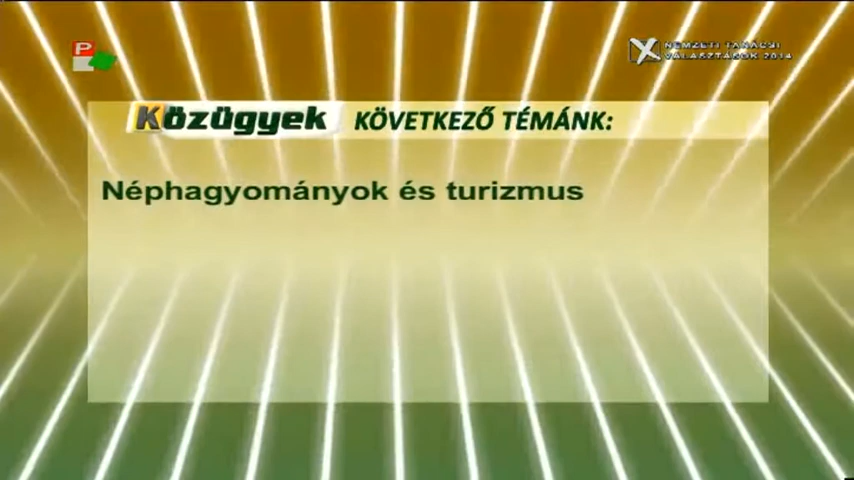 P
NEMZETI TANÁCSI
VÁLASZTÁSOK 2014
Közügyek KÖVETKEZŐ TÉMÁNK:
Néphagyományok és turizmus